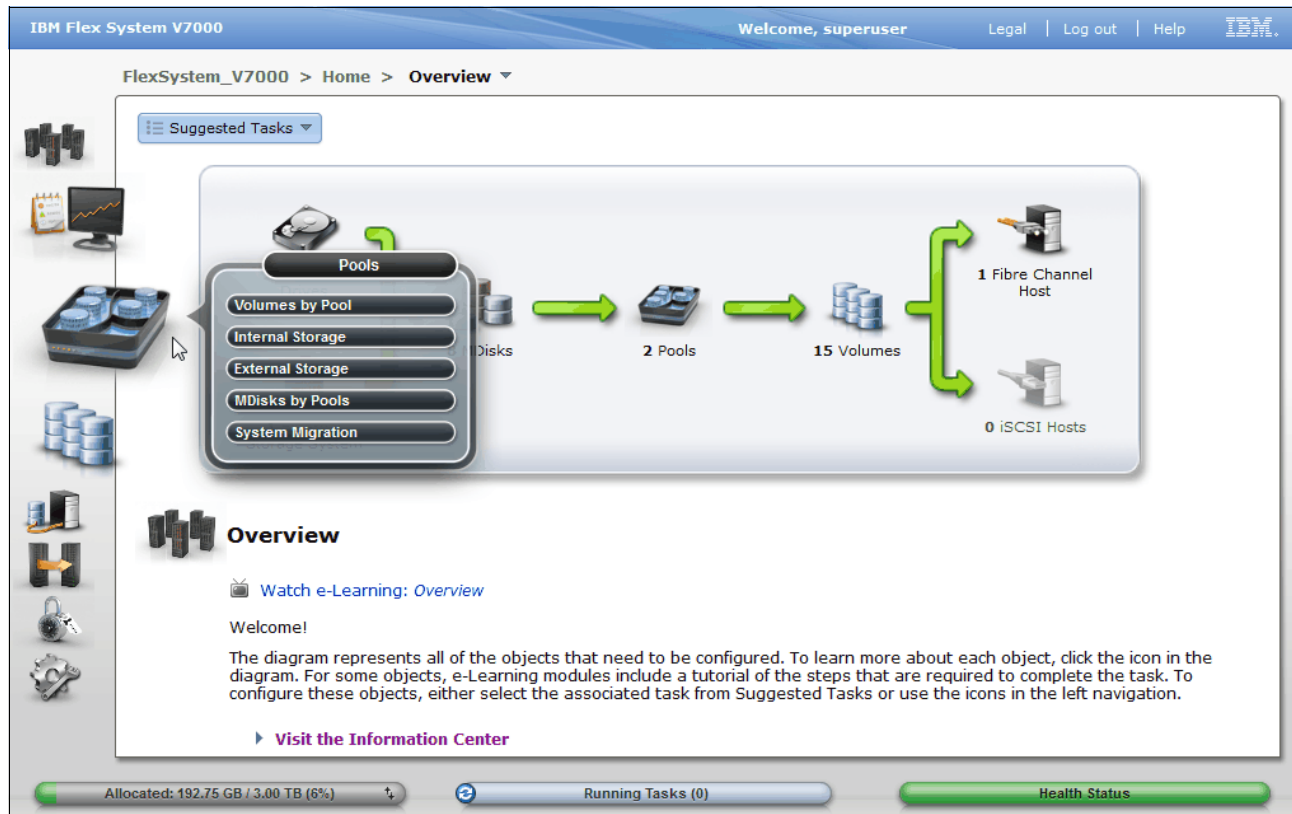 IBM Flex System V7000
Welcome, superuser
Legal | Log out | Help
IBM.
FlexSystem_V7000 > Home > Overview
Suggested Tasks
Pools
Volumes by Pool
Internal Storage
External Storage
MDisks by Pools
System Migration
MDisks
2 Pools
15 Volumes
1 Fibre Channel
Host
0 iSCSI Hosts
Overview
Watch e-Learning: Overview
Welcome!
The diagram represents all of the objects that need to be configured. To learn more about each object, click the icon in the
diagram. For some objects, e-Learning modules include a tutorial of the steps that are required to complete the task. To
configure these objects, either select the associated task from Suggested Tasks or use the icons in the left navigation.
Visit the Information Center
Allocated: 192.75 GB / 3.00 TB (6%)
Running Tasks (0)
Health Status